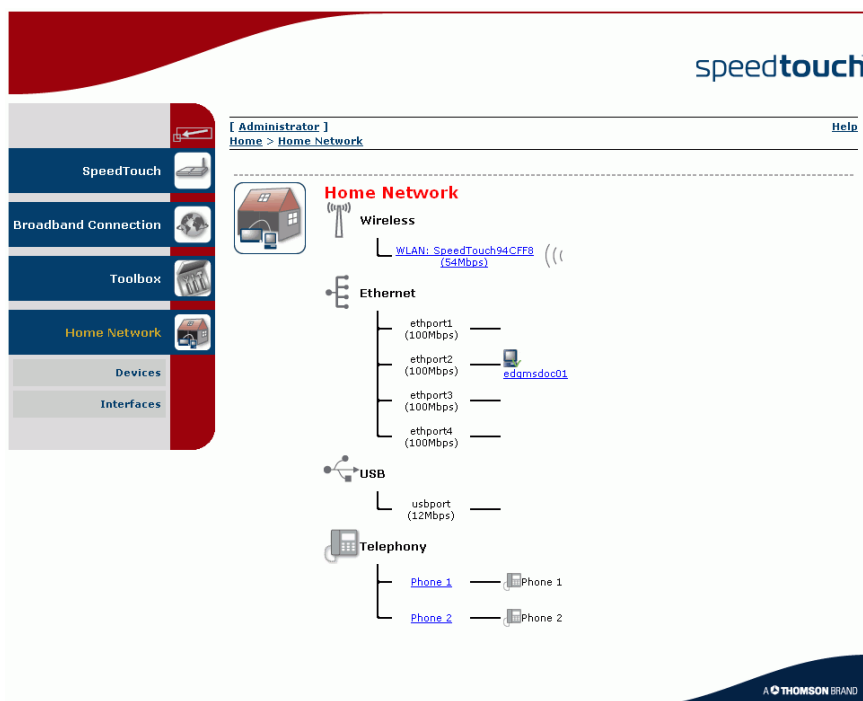 speedtouch
[ Administrator ]
Help
Home > Home Network
SpeedTouch
Broadband Connection
Toolbox
Home Network
Devices
Interfaces
Home Network
Wireless
WLAN: SpeedTouch94CFF8
(54Mbps)
Ethernet
ethport1
(100Mbps)
ethport2
(100Mbps)
edgmsdoc01
ethport3
(100Mbps)
ethport4
(100Mbps)
USB
usbport
(12Mbps)
Telephony
Phone 1
Phone 1
Phone 2
Phone 2
A THOMSON BRAND